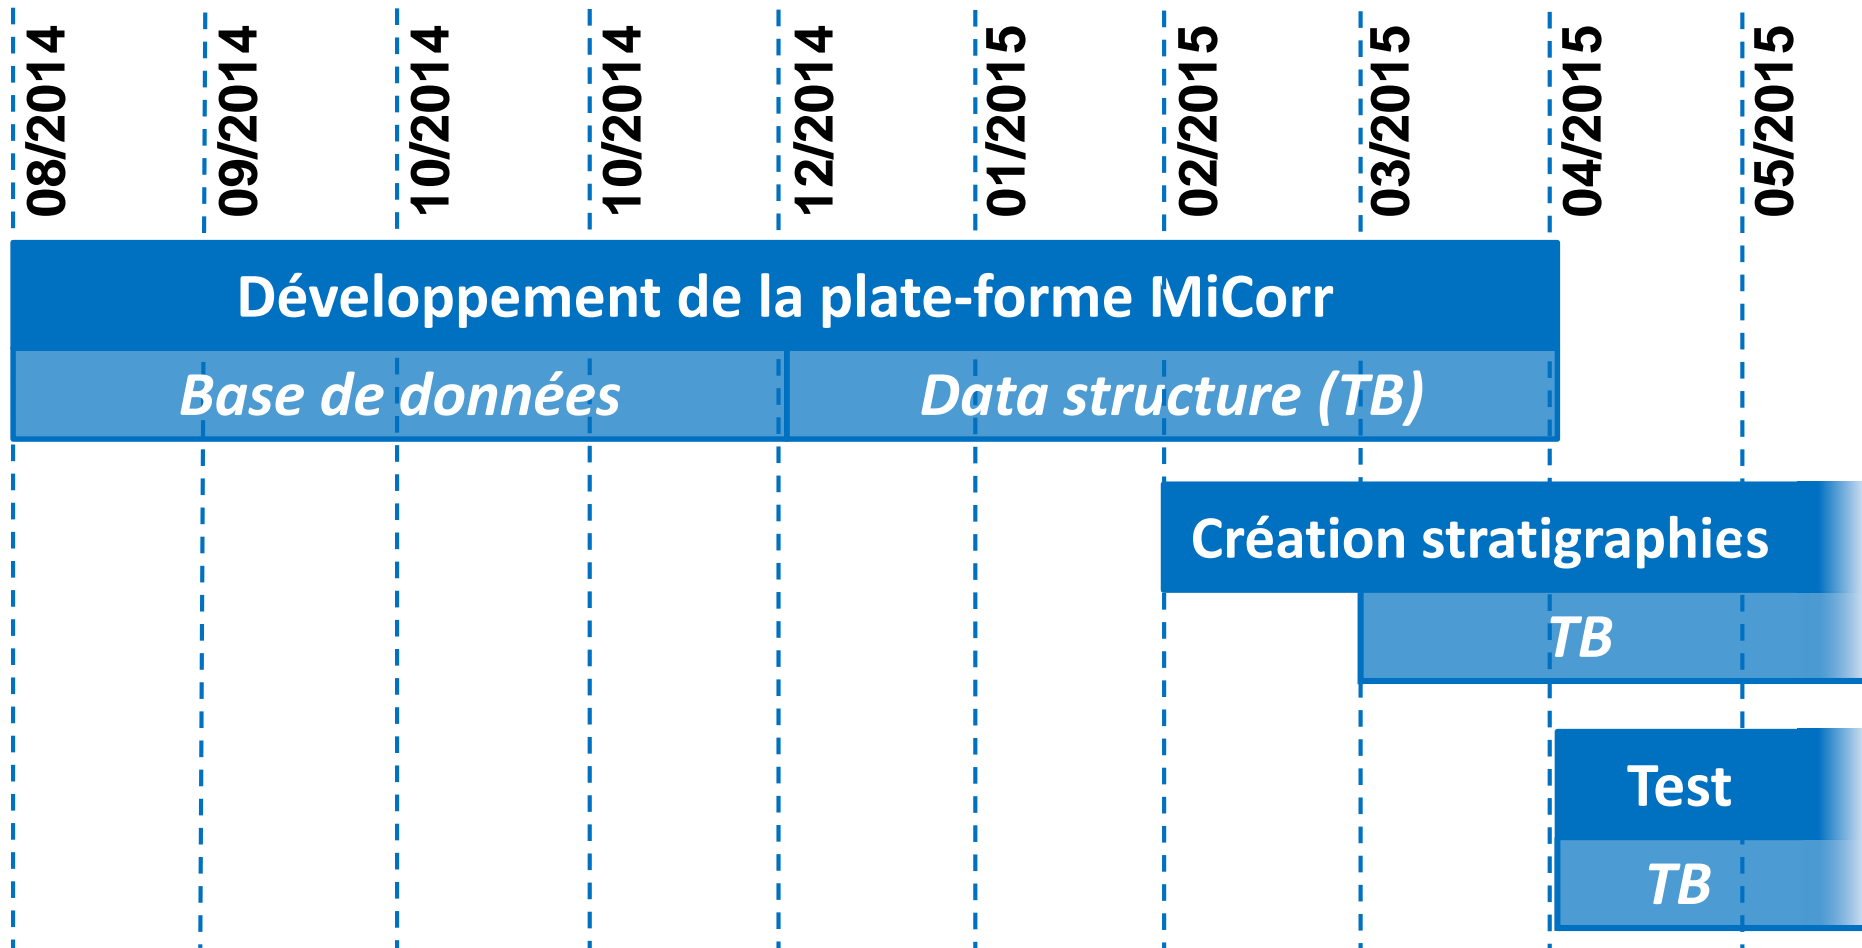 08/2014
09/2014
10/2014
10/2014
12/2014
01/2015
02/2015
03/2015
04/2015
05/2015
Développement de la plate-forme MiCorr
Base de données
Data structure (TB)
Création stratigraphies
TB
Test
TB